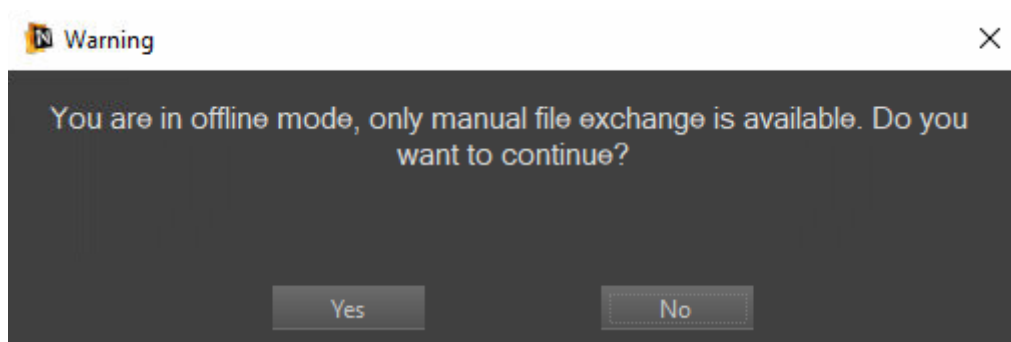 Warning
You are in offline mode, only manual file exchange is available. Do you
want to continue?
Yes
No